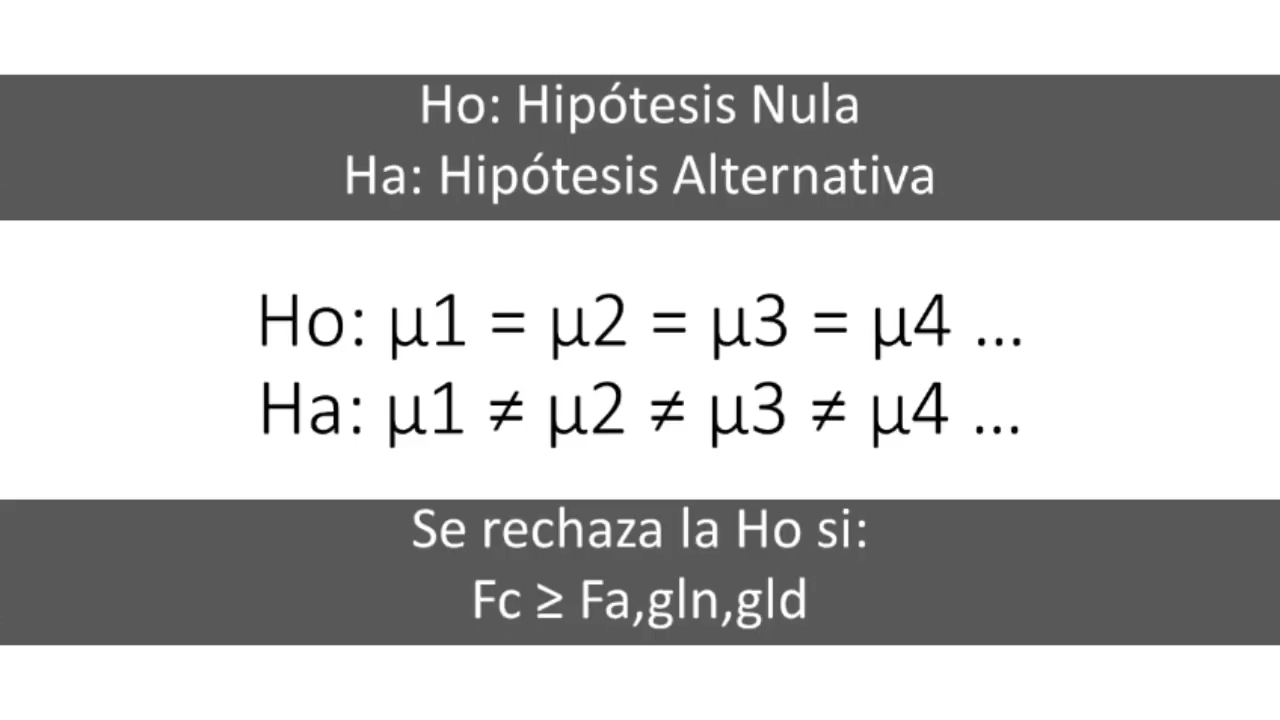 Ho: Hipótesis Nula
Ha: Hipótesis Alternativa
Ho: µ1 = µ2 = µ3 = µ4 ...
Ha: µ1 ≠ µ2 ≠ µ3 ≠ µ4 ...
Se rechaza la Ho si:
Fc ≥ Fa,gln,gld